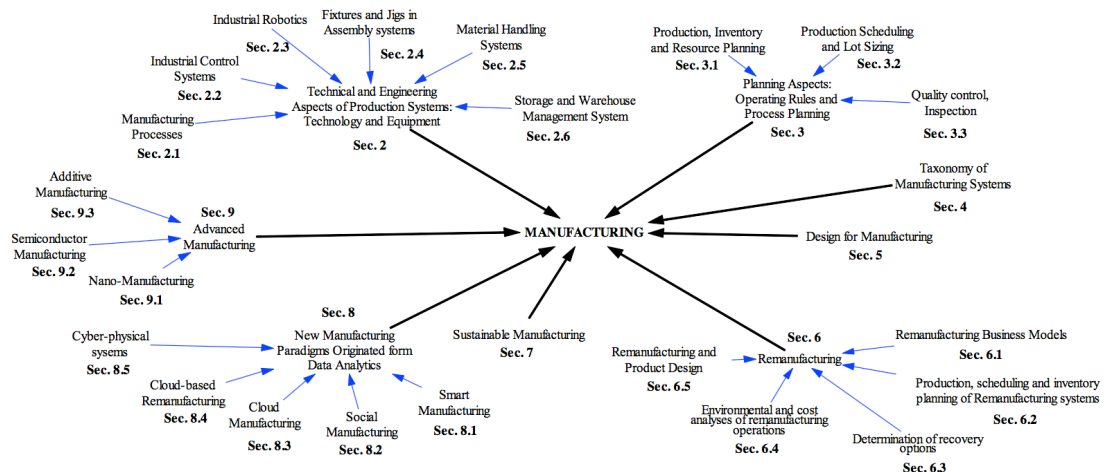 Industrial Robotics
Sec. 2.3
Fixtures and Jigs in
Assembly systems
Sec. 2.4
Material Handling
Systems
Sec. 2.5
Industrial Control
Systems
Sec. 2.2
Manufacturing
Processes
Sec. 2.1
Technical and Engineering
Aspects of Production Systems:
Technology and Equipment
Sec. 2
Storage and Warehouse
Management System
Sec. 2.6
Production, Inventory
and Resource Planning
Sec. 3.1
Production Scheduling
and Lot Sizing
Sec. 3.2
Planning Aspects:
Operating Rules and
Process Planning
Sec. 3
Quality control,
Inspection
Sec. 3.3
Taxonomy of
Manufacturing Systems
Sec. 4
Additive
Manufacturing
Sec. 9.3
Sec. 9
Advanced
Manufacturing
Semiconductor
Manufacturing
Sec. 9.2
Nano-Manufacturing
Sec. 9.1
MANUFACTURING
Design for Manufacturing
Sec. 5
Sec. 8
New Manufacturing
Paradigms Originated form
Data Analytics
Cyber-physical
sysems
Sec. 8.5
Cloud-based
Remanufacturing
Sec. 8.4
Cloud
Manufacturing
Sec. 8.3
Social
Manufacturing
Sec. 8.2
Smart
Manufacturing
Sec. 8.1
Sustainable Manufacturing
Sec. 7
Sec. 6
Remanufacturing
Remanufacturing Business Models
Sec. 6.1
Remanufacturing and
Product Design
Sec. 6.5
Production, scheduling and inventory
planning of Remanufacturing systems
Sec. 6.2
Environmental and cost
analyses of remanufacturing
operations
Sec. 6.4
Determination of recovery
options
Sec. 6.3